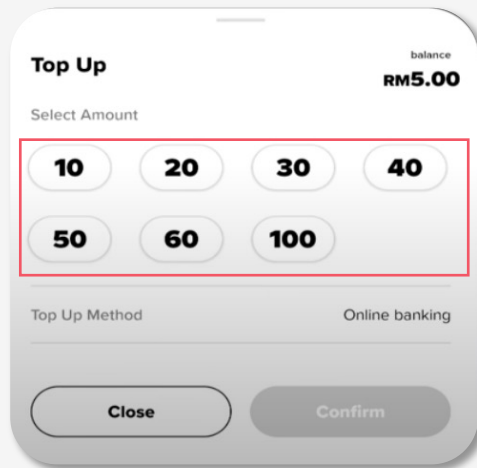 balance
Top Up
RM5.00
Select Amount
10 20 30 40
50 60 100
Top Up Method Online banking
Close Confirm